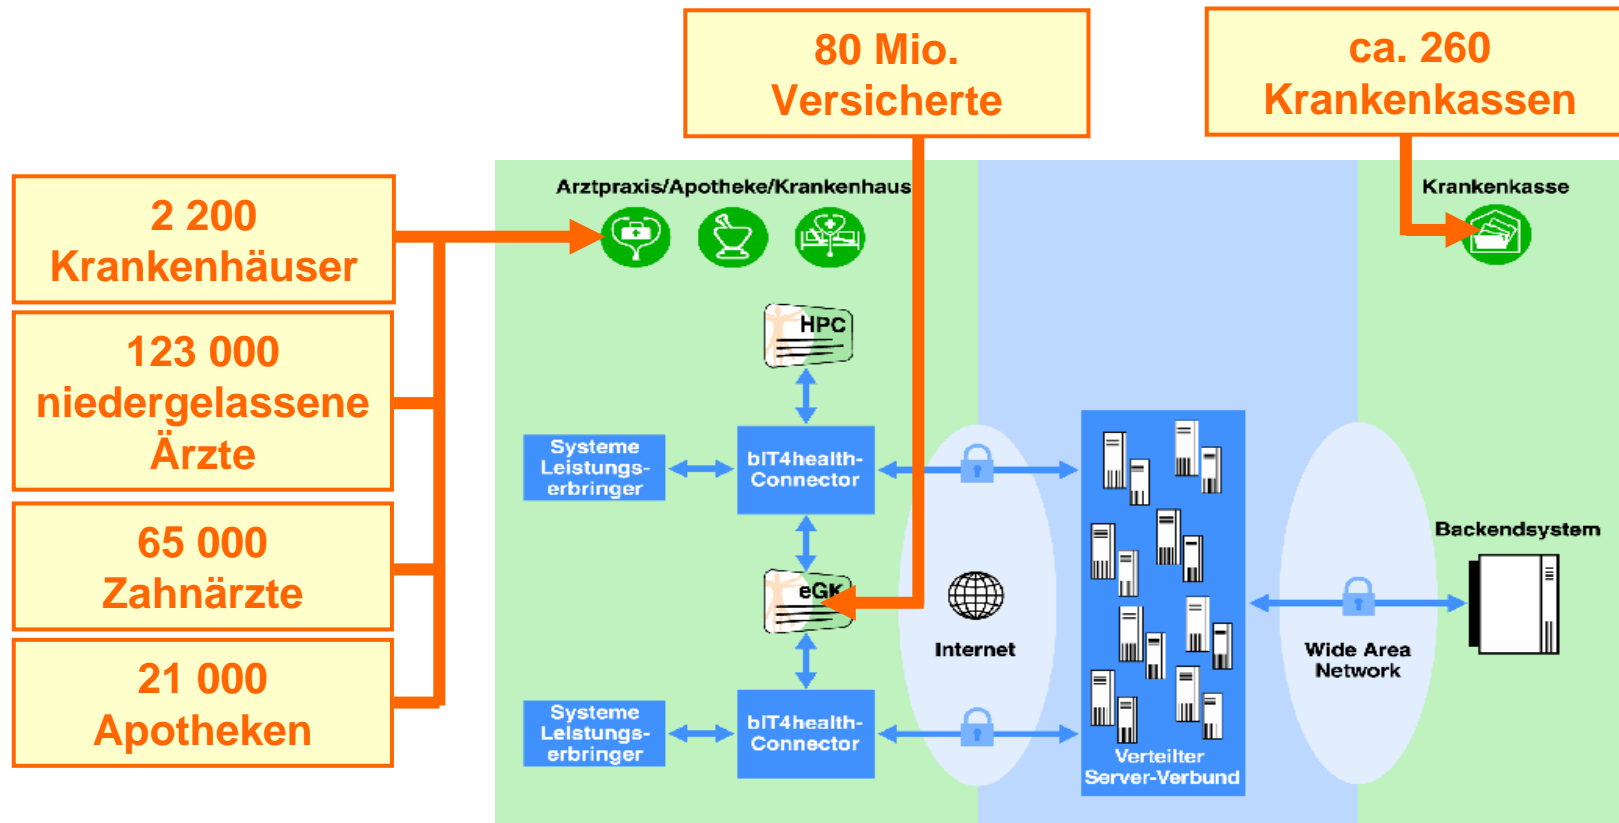 80 Mio.
Versicherte
ca. 260
Krankenkassen
2 200
Krankenhäuser
123 000
niedergelassene
Ärzte
65 000
Zahnärzte
21 000
Apotheken
Arztpraxis/Apotheke/Krankenhaus
Krankenkasse
HPC
Systeme
Leistungs-
erbringer
bIT4health-
Connector
eGK
Internet
Systeme
Leistungs-
erbringer
bIT4health-
Connector
Verteilter
Server-Verbund
Wide Area
Network
Backendsystem